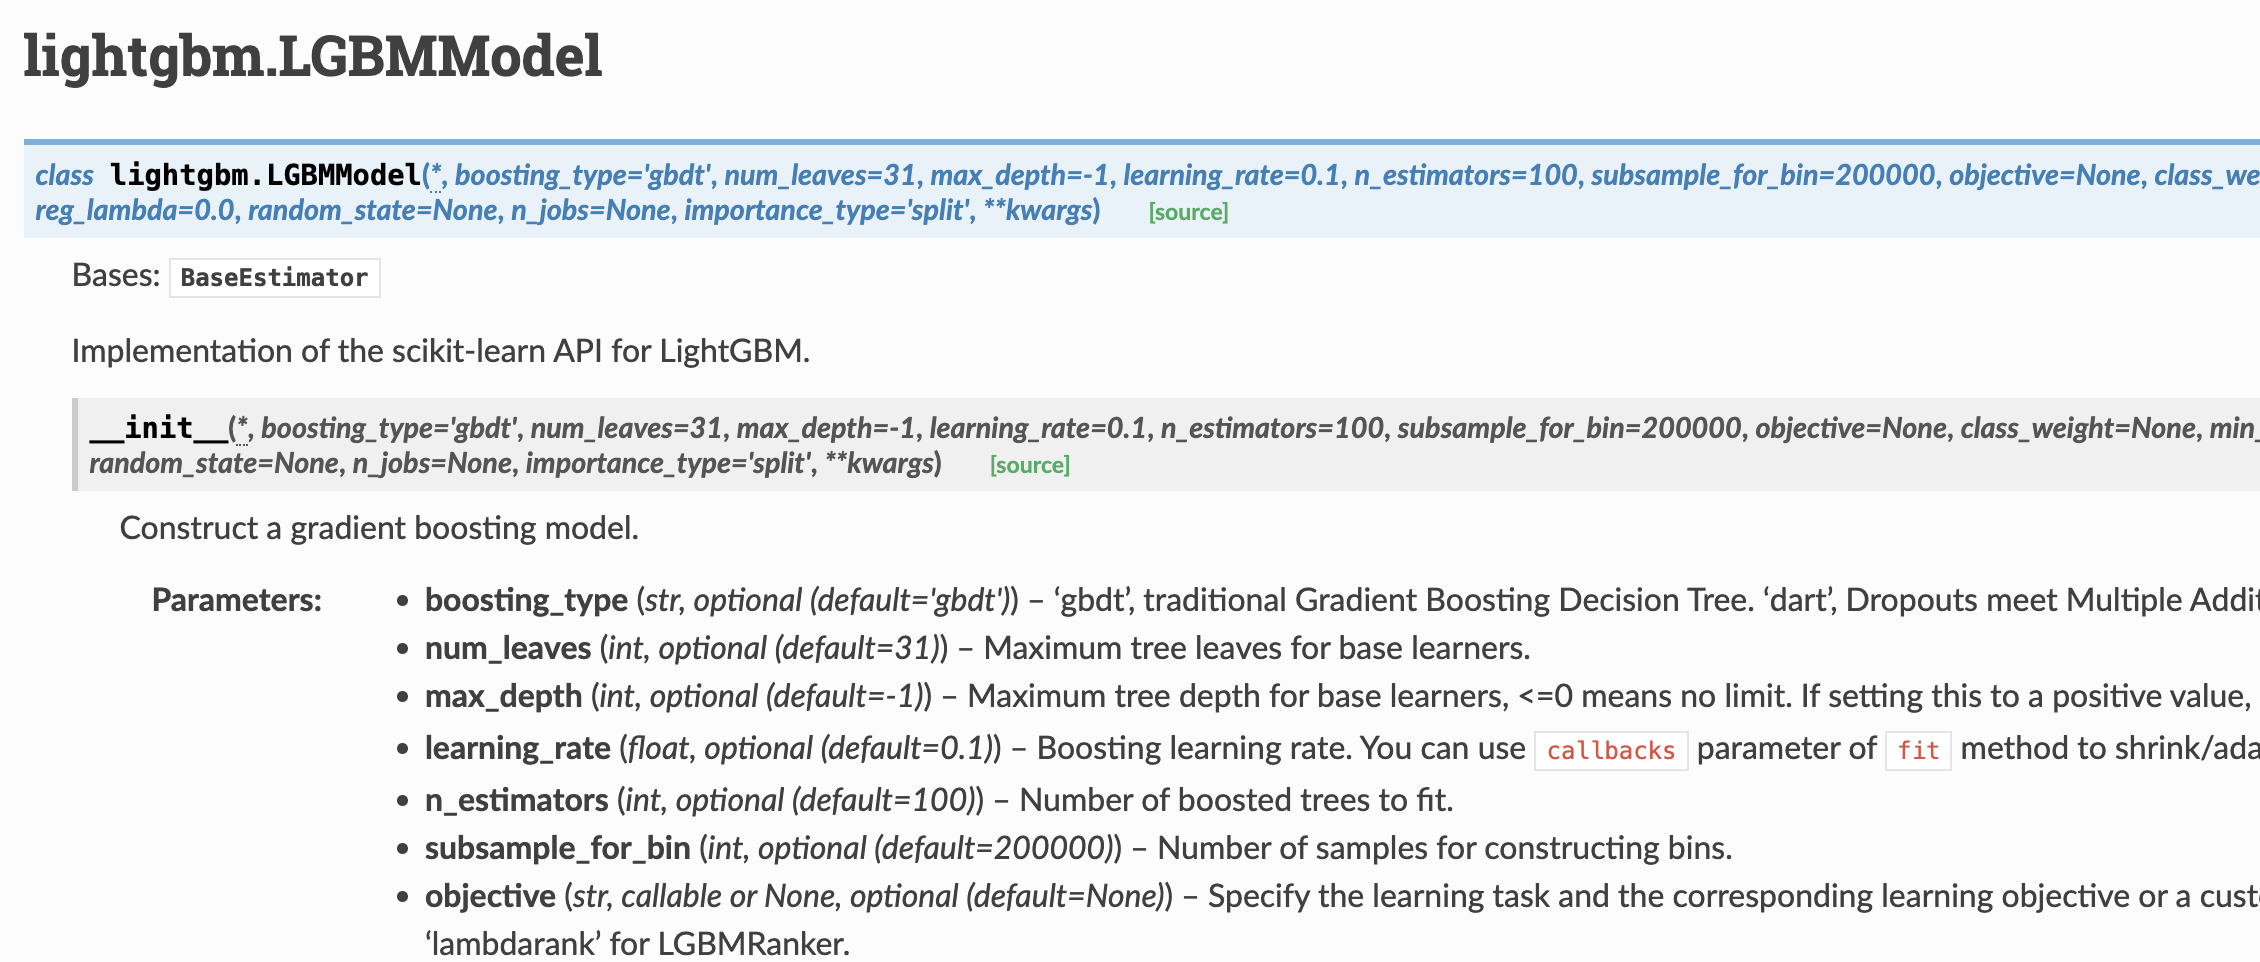 lightgbm.LGBMModel
class lightgbm.LGBMModel(*, boosting_type='gbdt', num_leaves=31, max_depth=-1, learning_rate=0.1, n_estimators=100, subsample_for_bin=200000, objective=None, class_we
reg_lambda=0.0, random_state=None, n_jobs=None, importance_type='split', **kwargs) [source]
Bases: BaseEstimator
Implementation of the scikit-learn API for LightGBM.
__init__(*, boosting_type='gbdt', num_leaves=31, max_depth=-1, learning_rate=0.1, n_estimators=100, subsample_for_bin=200000, objective=None, class_weight=None, min_
random_state=None, n_jobs=None, importance_type='split', **kwargs) [source]
Construct a gradient boosting model.
Parameters: • boosting_type (str, optional (default='gbdt')) – ‘gbdt’, traditional Gradient Boosting Decision Tree. ‘dart’, Dropouts meet Multiple Addit
• num_leaves (int, optional (default=31)) – Maximum tree leaves for base learners.
• max_depth (int, optional (default=-1)) – Maximum tree depth for base learners, <=0 means no limit. If setting this to a positive value,
• learning_rate (float, optional (default=0.1)) – Boosting learning rate. You can use callbacks parameter of fit method to shrink/ada
• n_estimators (int, optional (default=100)) – Number of boosted trees to fit.
• subsample_for_bin (int, optional (default=200000)) – Number of samples for constructing bins.
• objective (str, callable or None, optional (default=None)) – Specify the learning task and the corresponding learning objective or a custo
‘lambdarank’ for LGBMRanker.